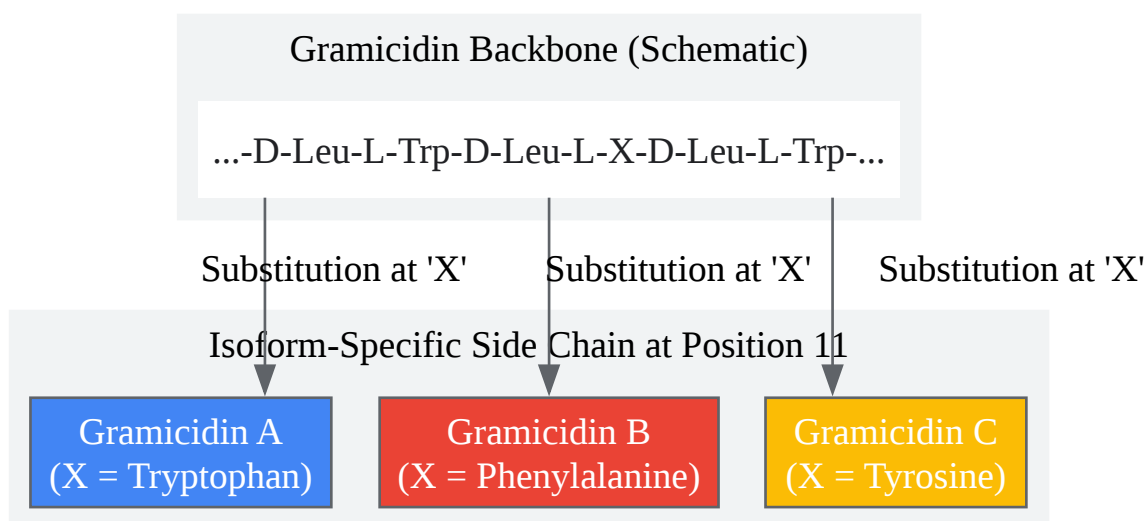 Gramicidin Backbone (Schematic)
...-D-Leu-L-Trp-D-Leu-L-X-D-Leu-L-Trp-...
Substitution at 'X'
Substitution at 'X'
Substitution at 'X'
Isoform-Specific Side Chain at Position 11
Gramicidin A
(X = Tryptophan)
Gramicidin B
(X = Phenylalanine)
Gramicidin C
(X = Tyrosine)